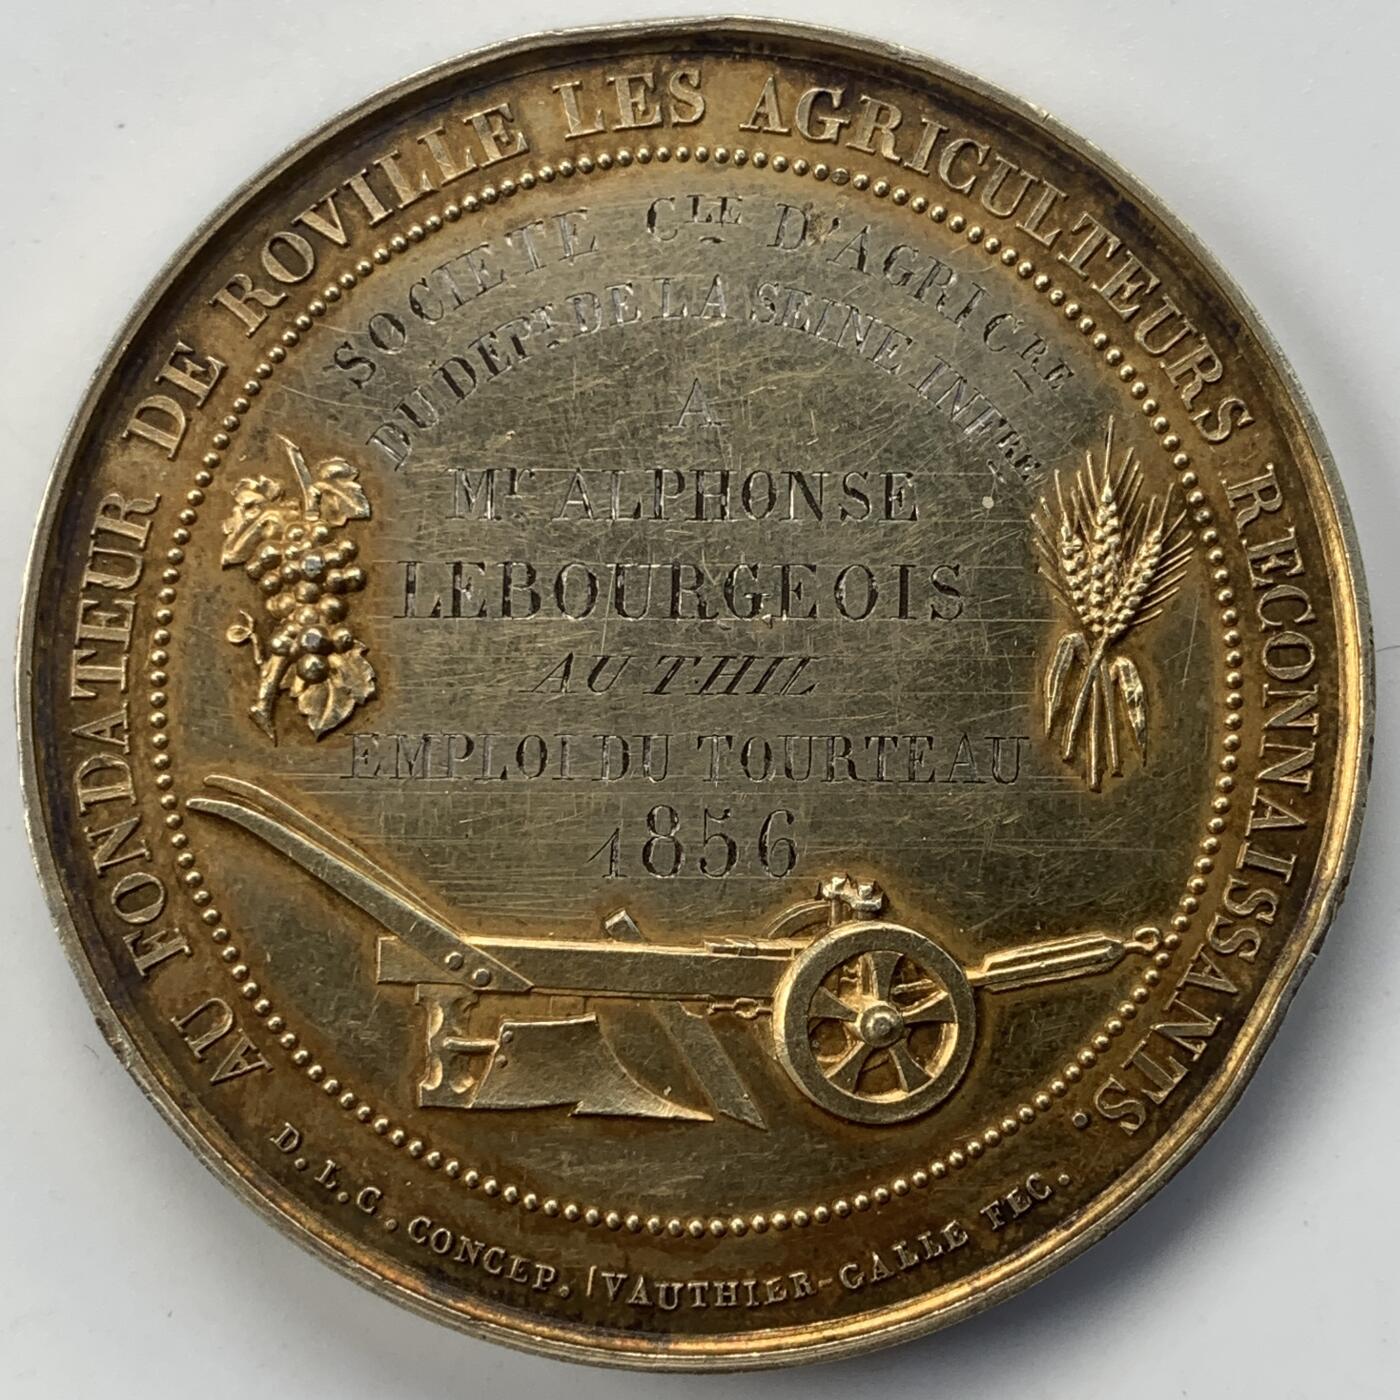 AU FONDATEUR DE ROVILLE LES AGRICULTEURS RECONNAISSANTS.
SOCIETE CLE D'AGRICRE
DU DEPT DE LA SEINE INFRE
A
Mr ALPHONSE
LEBOURGEOIS
AU THIL
EMPLOI DU TOURTEAU
1856
D.L.C. CONCEP. VAUTHIER-GALLE FEC.